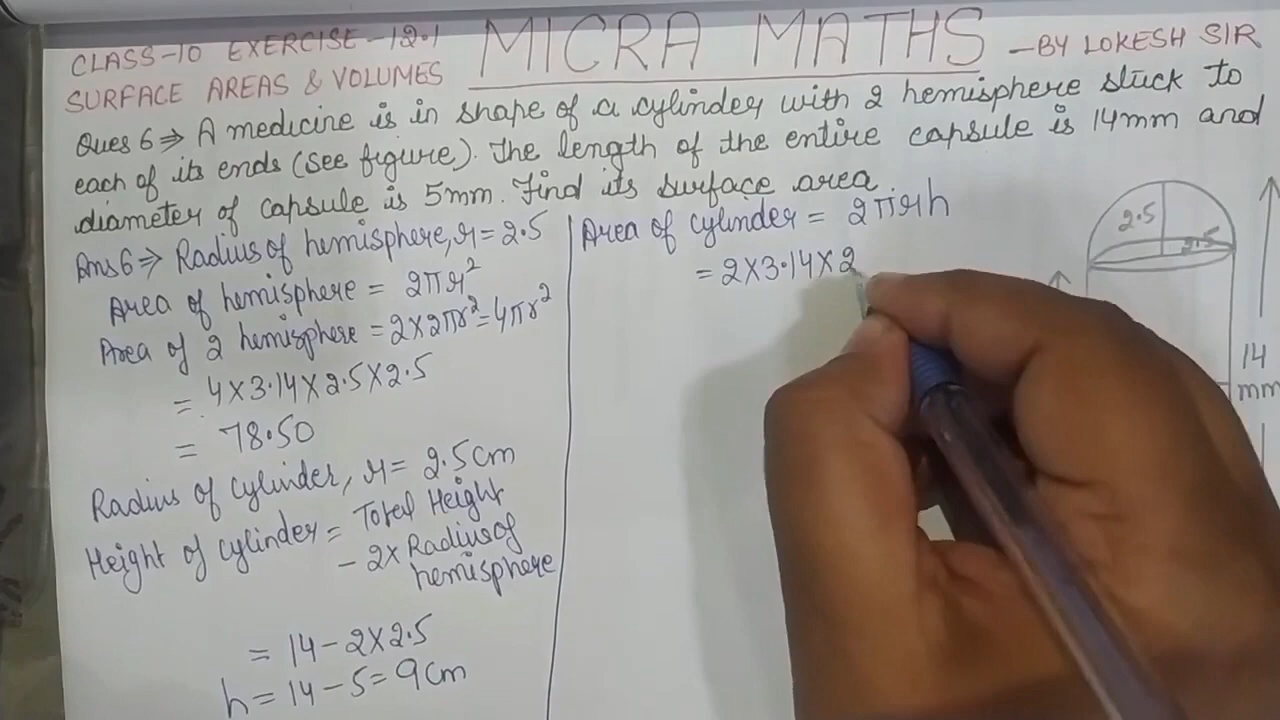 CLASS-10 EXERCISE-12.1 MICRA MATHS -BY LOKESH SIR
SURFACE AREAS & VOLUMES
Ques 6⇒ A medicine is in shape of a cylinder with 2 hemisphere stuck to
each of its ends (see figure). The length of the entire capsule is 14mm and
diameter of capsule is 5mm. Find its surface area.
Ans 6⇒ Radius of hemisphere, r = 2.5
Area of hemisphere = 2πr²
Area of 2 hemisphere = 2×2πr²=4πr²
= 4×3.14×2.5×2.5
= 78.50
Radius of cylinder, r = 2.5cm
Height of cylinder = Total Height
- 2× Radius of
hemisphere
= 14 - 2×2.5
h = 14 - 5 = 9cm
Area of cylinder = 2πrh
= 2×3.14×2
2.5
2.5
14
mm